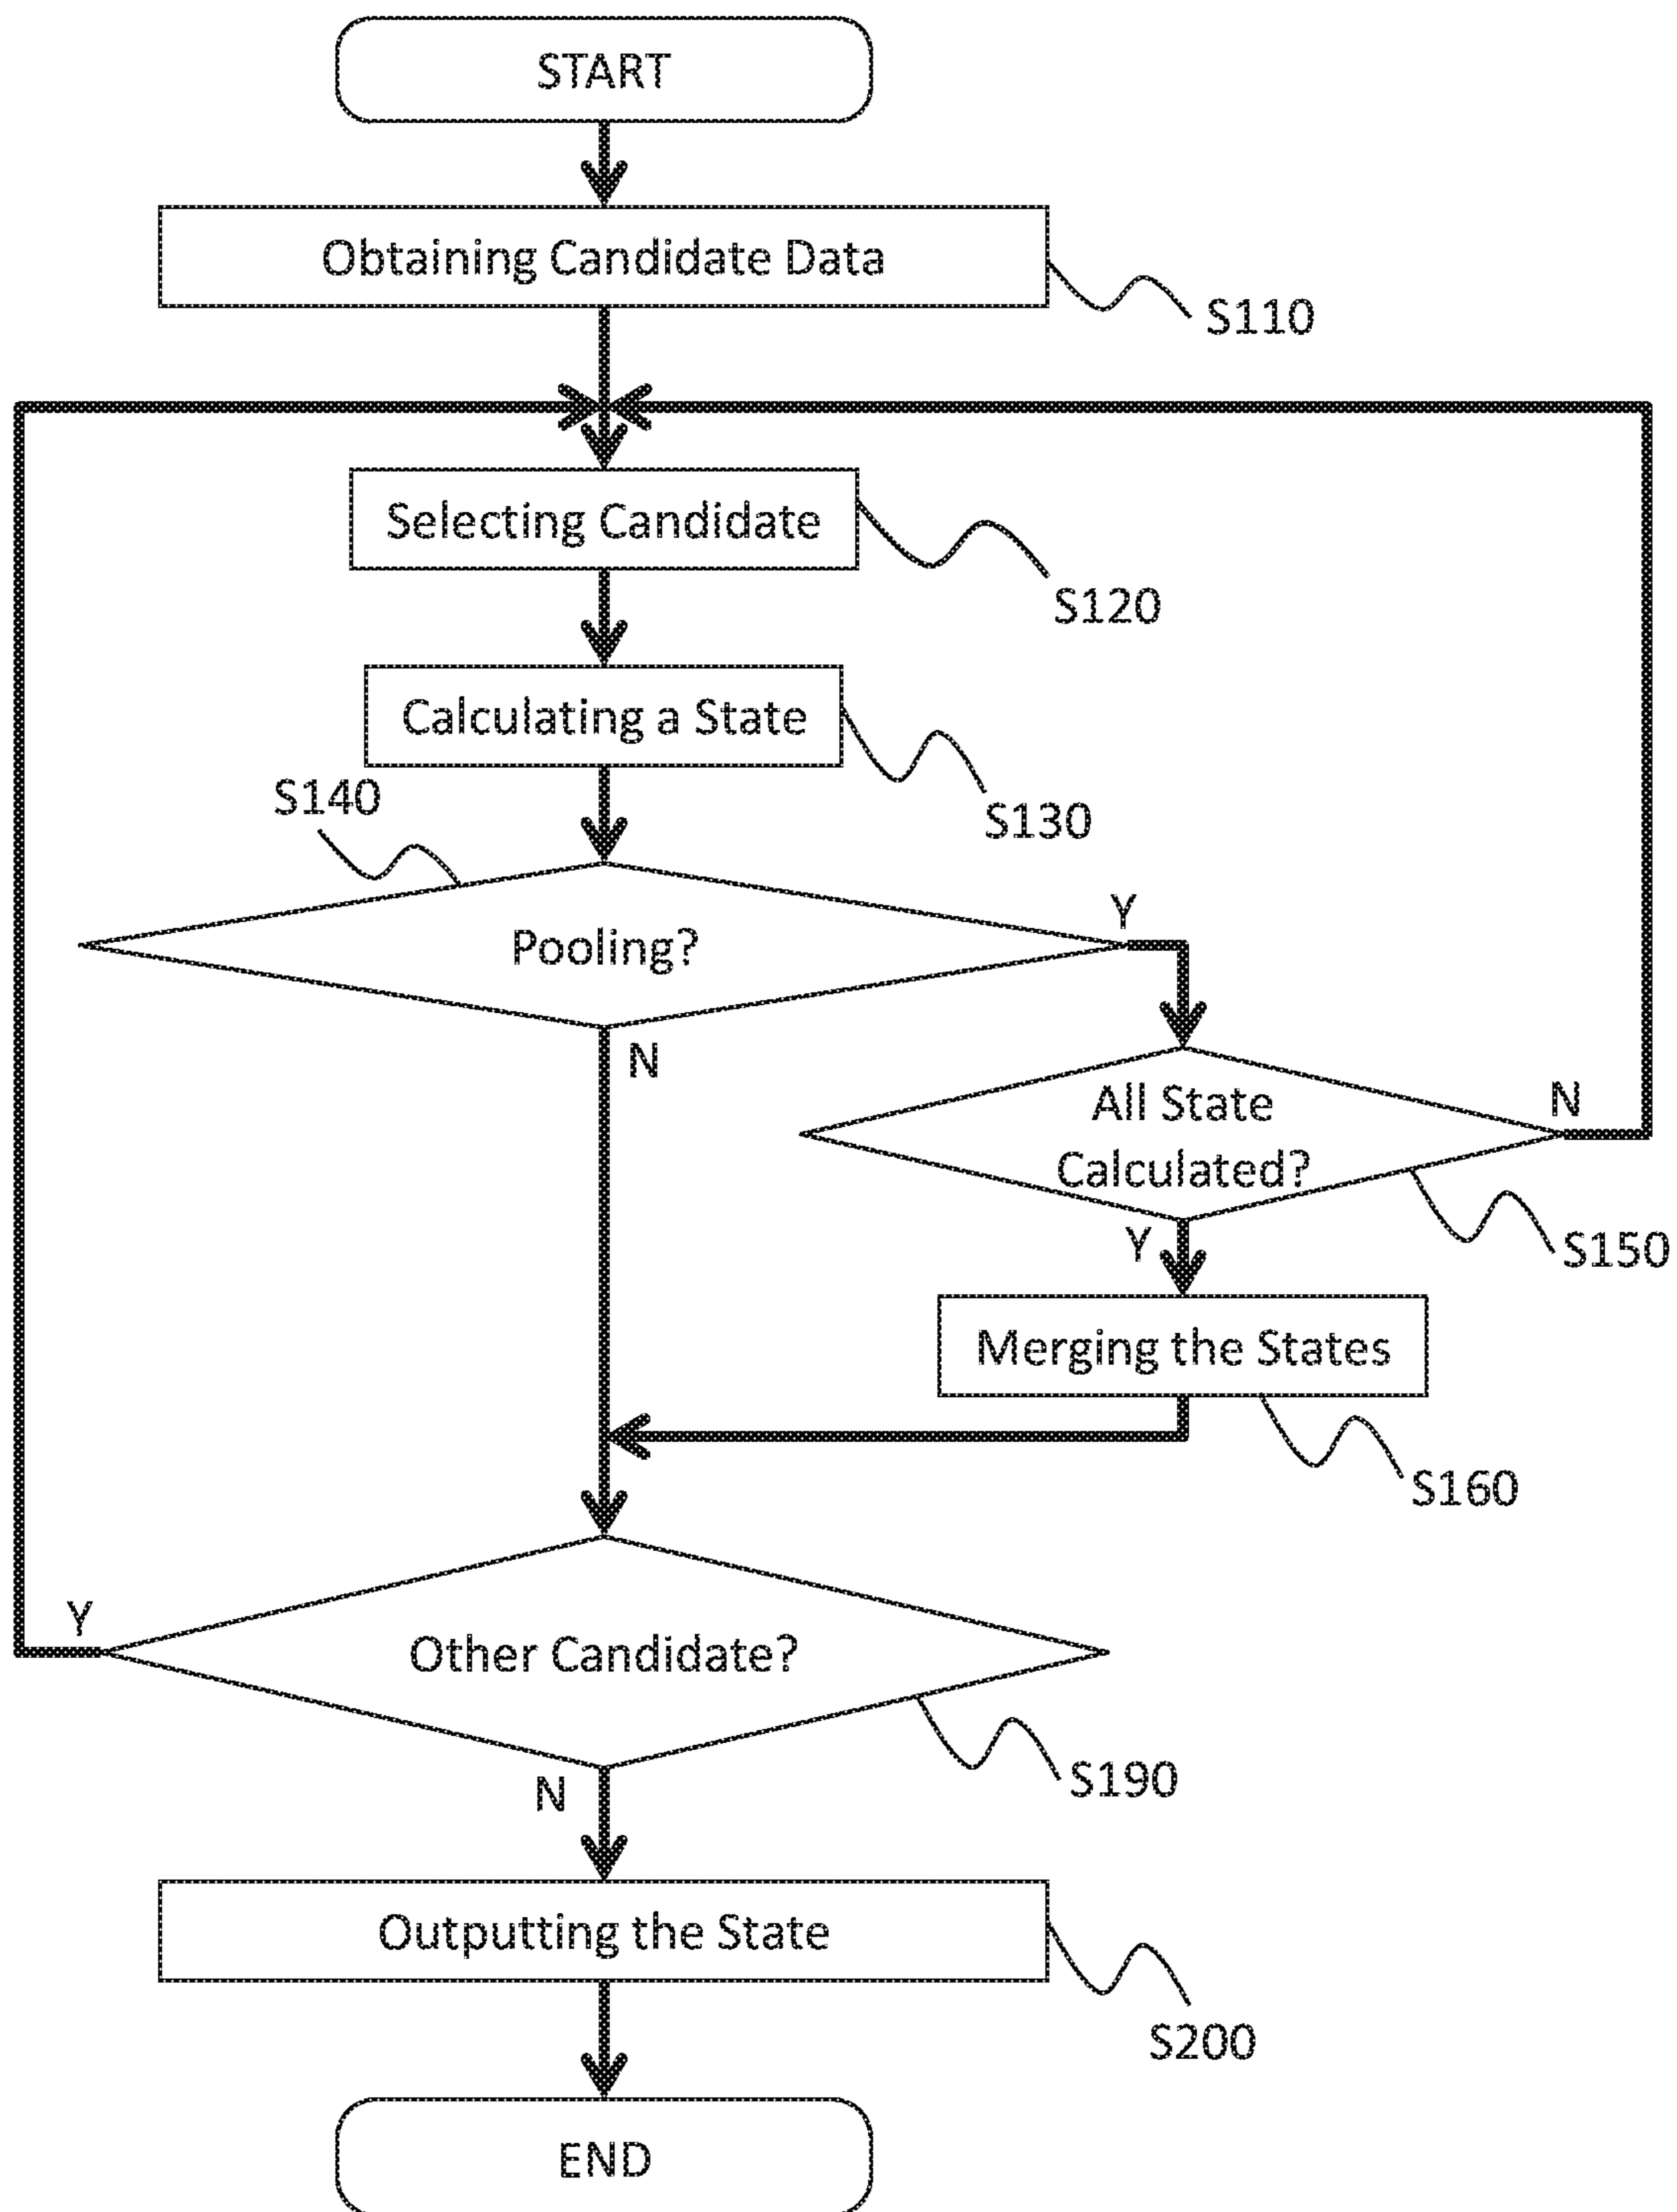 START
Obtaining Candidate Data
S110
Selecting Candidate
S120
Calculating a State
S130
S140
Pooling?
Y
N
All State
Calculated?
N
S150
Y
Merging the States
S160
Other Candidate?
Y
S190
N
Outputting the State
S200
END